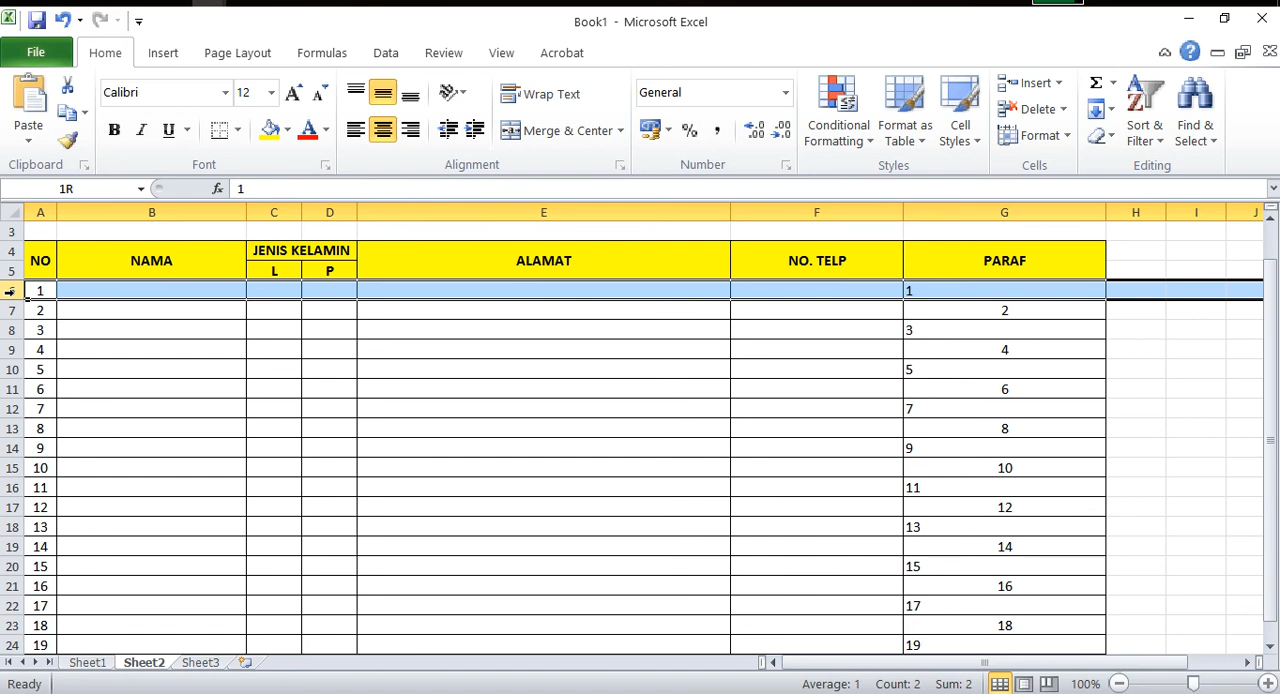 Book1 - Microsoft Excel
File Home Insert Page Layout Formulas Data Review View Acrobat
Paste
Clipboard
Calibri 12
B I U
Font
Wrap Text
Merge & Center
Alignment
General
% , .0 .00 .00 .0
Number
Conditional Formatting
Format as Table
Cell Styles
Styles
Insert
Delete
Format
Cells
Σ
Sort & Filter
Find & Select
Editing
1R fx 1
A B C D E F G H I J
3
4 NO NAMA JENIS KELAMIN ALAMAT NO. TELP PARAF
5 L P
1 1
7 2 2
8 3 3
9 4 4
10 5 5
11 6 6
12 7 7
13 8 8
14 9 9
15 10 10
16 11 11
17 12 12
18 13 13
19 14 14
20 15 15
21 16 16
22 17 17
23 18 18
24 19 19
Sheet1 Sheet2 Sheet3
Ready Average: 1 Count: 2 Sum: 2 100%